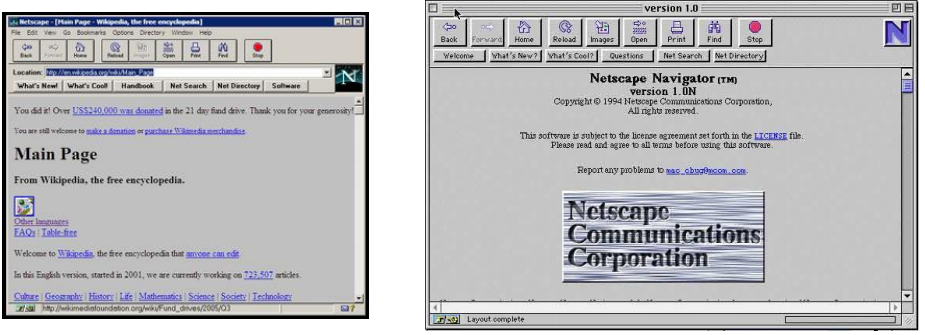 Netscape - [Main Page - Wikipedia, the free encyclopedia]
File Edit View Go Bookmarks Options Directory Window Help
Back Forward Home Reload Images Open Print Find Stop
Location: http://en.wikipedia.org/wiki/Main_Page
What's New! What's Cool! Handbook Net Search Net Directory Software
You did it! Over US$240,000 was donated in the 21 day fund drive. Thank you for your generosity!
You are still welcome to make a donation or purchase Wikimedia merchandise.
Main Page
From Wikipedia, the free encyclopedia.
Other languages
FAQs | Table-free
Welcome to Wikipedia, the free encyclopedia that anyone can edit.
In this English version, started in 2001, we are currently working on 723,507 articles.
Culture | Geography | History | Life | Mathematics | Science | Society | Technology
http://wikimediafoundation.org/wiki/Fund_drives/2005/Q3
version 1.0
Back Forward Home Reload Images Open Print Find Stop
N
Welcome What's New? What's Cool? Questions Net Search Net Directory
Netscape Navigator (TM)
version 1.0N
Copyright © 1994 Netscape Communications Corporation,
All rights reserved.
This software is subject to the license agreement set forth in the LICENSE file.
Please read and agree to all terms before using this software.
Report any problems to mac_cbug@mcom.com.
Netscape
Communications
Corporation
Layout complete